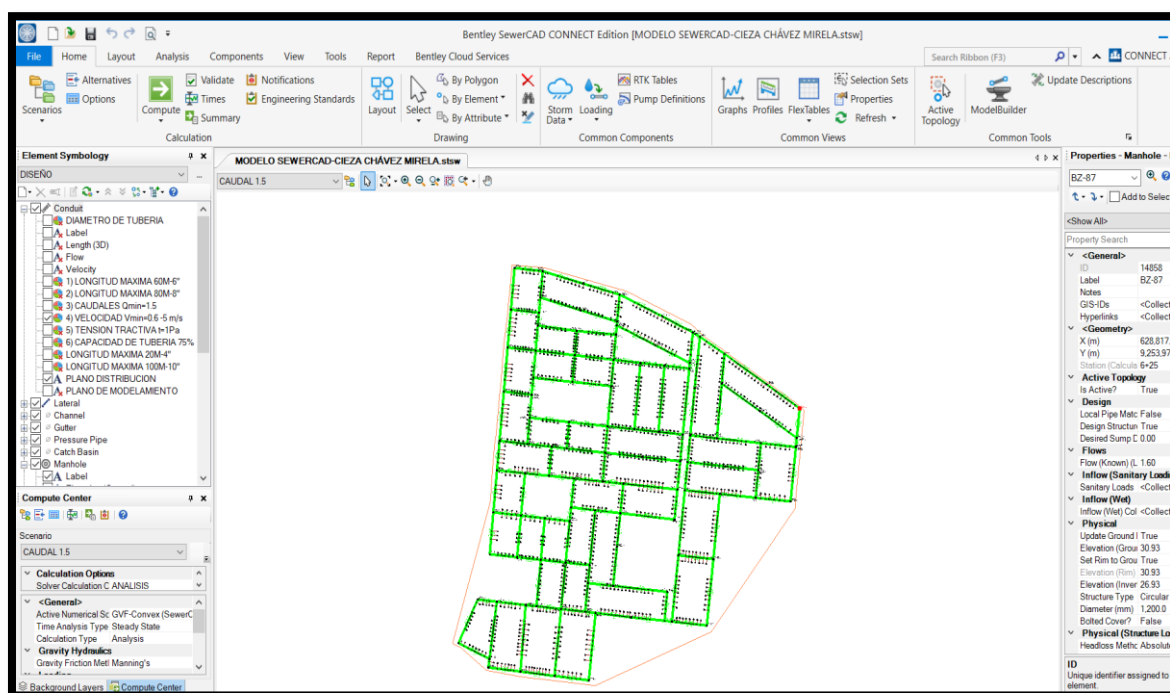 Bentley SewerCAD CONNECT Edition [MODELO SEWERCAD-CIEZA CHÁVEZ MIRELA.stsw]
File Home Layout Analysis Components View Tools Report Bentley Cloud Services
Search Ribbon (F3)
CONNECT
Scenarios
Alternatives
Options
Compute
Validate
Times
Summary
Notifications
Engineering Standards
Calculation
Layout
Select
By Polygon
By Element
By Attribute
Drawing
Storm Data
Loading
RTK Tables
Pump Definitions
Common Components
Graphs
Profiles
FlexTables
Selection Sets
Properties
Refresh
Common Views
Active Topology
ModelBuilder
Update Descriptions
Common Tools
Element Symbology
DISEÑO
Conduit
DIAMETRO DE TUBERIA
Label
Length (3D)
Flow
Velocity
1) LONGITUD MAXIMA 60M-6"
2) LONGITUD MAXIMA 80M-8"
3) CAUDALES Qmin=1.5
4) VELOCIDAD Vmin=0.6 -5 m/s
5) TENSION TRACTIVA t=1Pa
6) CAPACIDAD DE TUBERIA 75%
LONGITUD MAXIMA 20M-4"
LONGITUD MAXIMA 100M-10"
PLANO DISTRIBUCION
PLANO DE MODELAMIENTO
Lateral
Channel
Gutter
Pressure Pipe
Catch Basin
Manhole
Label
Compute Center
Scenario
CAUDAL 1.5
Calculation Options
Solver Calculation C ANALISIS
<General>
Active Numerical Sc GVF-Convex (SewerC
Time Analysis Type Steady State
Calculation Type Analysis
Gravity Hydraulics
Gravity Friction Metl Manning's
Background Layers Compute Center
MODELO SEWERCAD-CIEZA CHÁVEZ MIRELA.stsw
CAUDAL 1.5
Properties - Manhole -
BZ-87
Add to Selec
<Show All>
Property Search
<General>
ID 14858
Label BZ-87
Notes
GIS-IDs <Collect
Hyperlinks <Collect
<Geometry>
X (m) 628,817.
Y (m) 9,253,97
Station (Calcula 6+25
Active Topology
Is Active? True
Design
Local Pipe Matc False
Design Structur True
Desired Sump D 0.00
Flows
Flow (Known) (L 1.60
Inflow (Sanitary Loadi
Sanitary Loads <Collect
Inflow (Wet)
Inflow (Wet) Col <Collect
Physical
Update Ground I True
Elevation (Grou 30.93
Set Rim to Grou True
Elevation (Rim) 30.93
Elevation (Inver 26.93
Structure Type Circular
Diameter (mm) 1,200.0
Bolted Cover? False
Physical (Structure Lo
Headloss Methc Absolute
ID
Unique identifier assigned to
element.